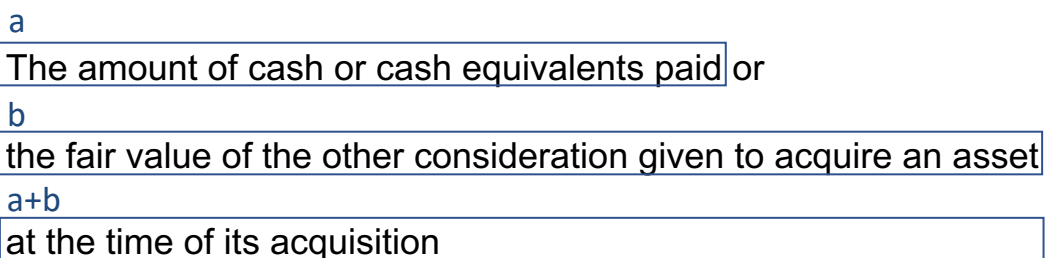 a
The amount of cash or cash equivalents paid or
b
the fair value of the other consideration given to acquire an asset
a+b
at the time of its acquisition